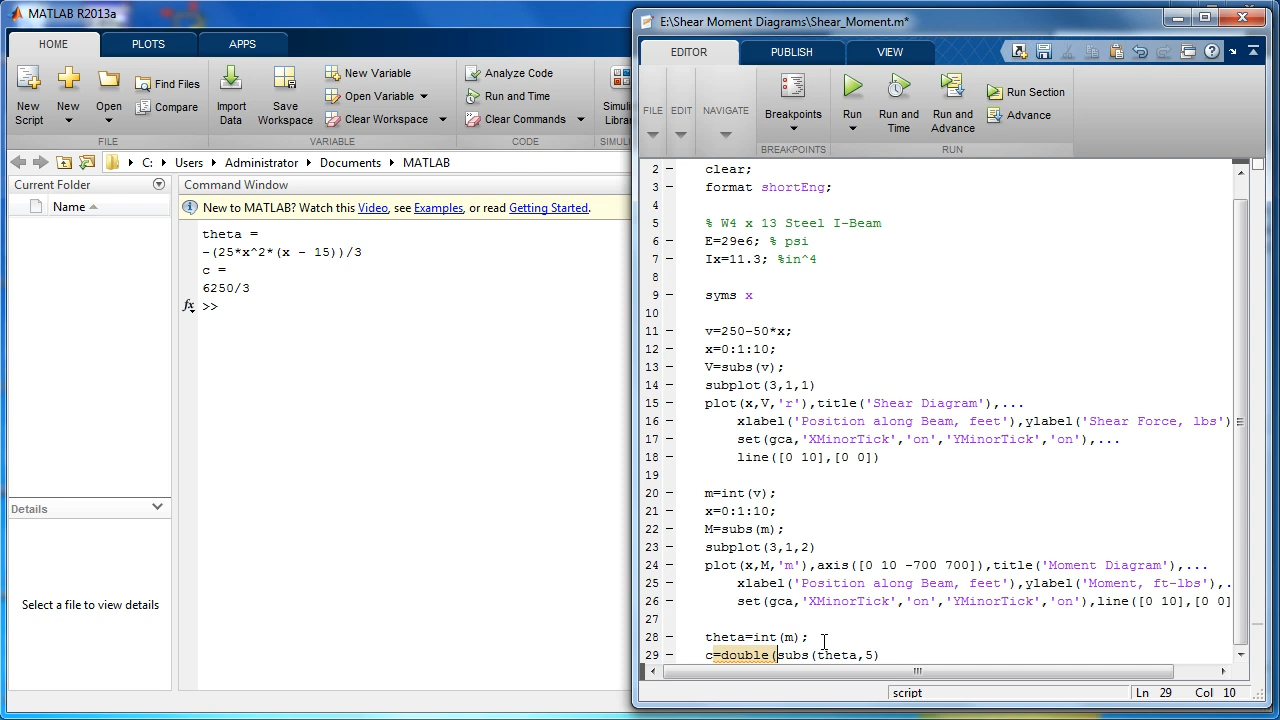 MATLAB R2013a
HOME
PLOTS
APPS
New Script
New
Open
Find Files
Compare
Import Data
Save Workspace
New Variable
Open Variable
Clear Workspace
Analyze Code
Run and Time
Clear Commands
FILE
VARIABLE
CODE
C: Users Administrator Documents MATLAB
Current Folder
Name
Details
Select a file to view details
Command Window
New to MATLAB? Watch this Video, see Examples, or read Getting Started.
theta =
-(25*x^2*(x - 15))/3
c =
6250/3
fx >>
E:\Shear Moment Diagrams\Shear_Moment.m*
EDITOR
PUBLISH
VIEW
FILE
EDIT
NAVIGATE
Breakpoints
Run
Run and Time
Run and Advance
Run Section
Advance
BREAKPOINTS
RUN
2 – clear;
3 – format shortEng;
4
5 % W4 x 13 Steel I-Beam
6 – E=29e6; % psi
7 – Ix=11.3; %in^4
8
9 – syms x
10
11 – v=250-50*x;
12 – x=0:1:10;
13 – V=subs(v);
14 – subplot(3,1,1)
15 – plot(x,V,'r'),title('Shear Diagram'),...
16 – xlabel('Position along Beam, feet'),ylabel('Shear Force, lbs')
17 – set(gca,'XMinorTick','on','YMinorTick','on'),...
18 – line([0 10],[0 0])
19
20 – m=int(v);
21 – x=0:1:10;
22 – M=subs(m);
23 – subplot(3,1,2)
24 – plot(x,M,'m'),axis([0 10 -700 700]),title('Moment Diagram'),...
25 – xlabel('Position along Beam, feet'),ylabel('Moment, ft-lbs'),.
26 – set(gca,'XMinorTick','on','YMinorTick','on'),line([0 10],[0 0]
27
28 – theta=int(m);
29 – c=double(subs(theta,5)
script
Ln 29 Col 10